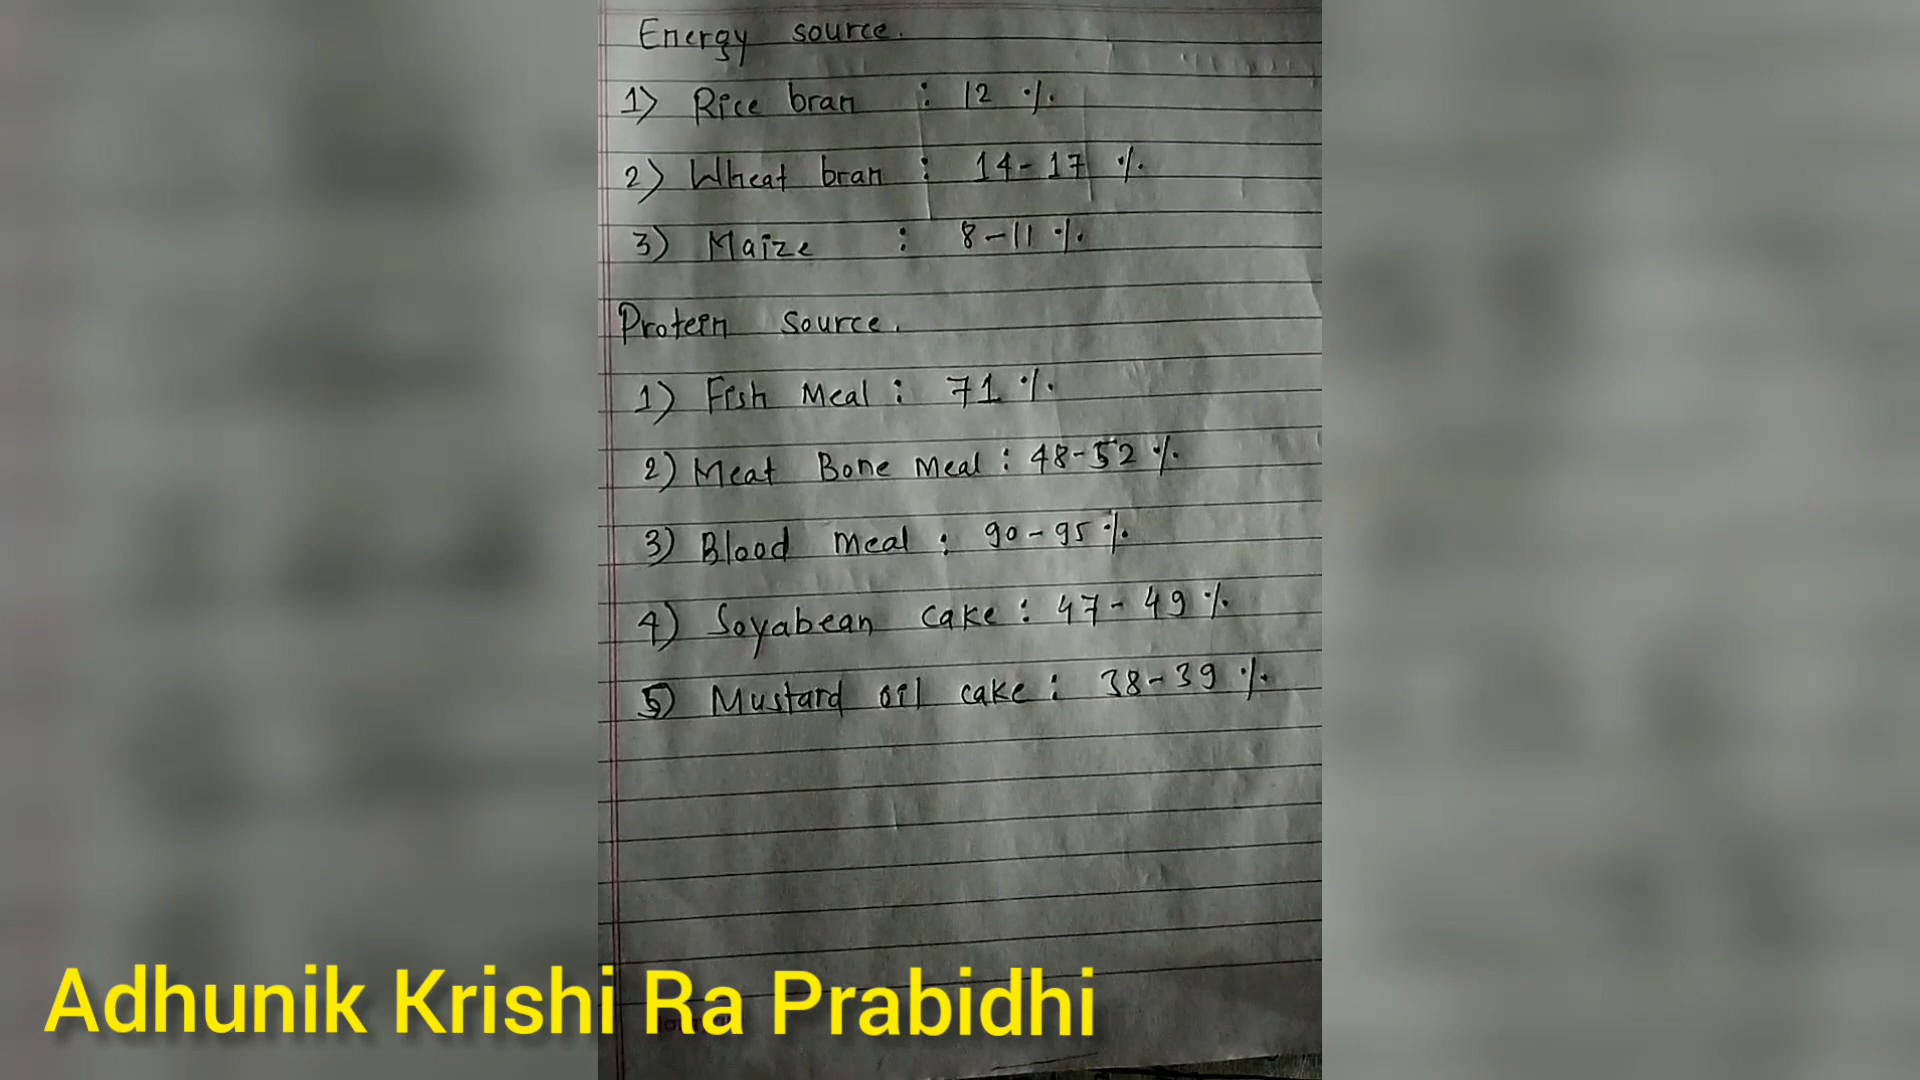 Energy source.
1) Rice bran : 12 %
2) Wheat bran : 14-17 %
3) Maize : 8-11 %
Protein source.
1) Fish Meal : 71 %
2) Meat Bone Meal : 48-52 %
3) Blood Meal : 90-95 %
4) Soyabean cake : 47-49 %
5) Mustard oil cake : 38-39 %
Adhunik Krishi Ra Prabidhi